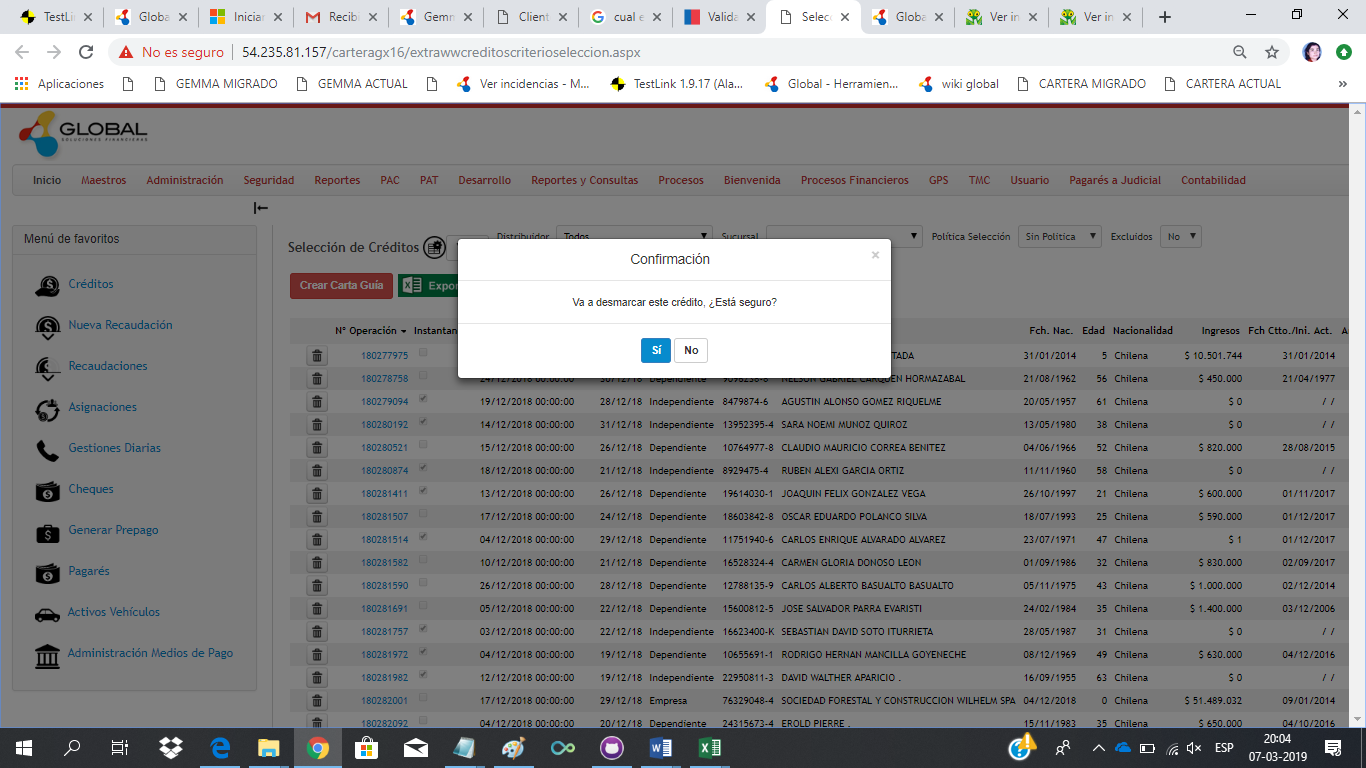 TestLin
Globa
Iniciar
Recibi
Gemm
Client
cual e
Valida
Selec
Globa
Ver in
Ver in
No es seguro | 54.235.81.157/carteragx16/extrawwcreditoscriterioseleccion.aspx
Aplicaciones GEMMA MIGRADO GEMMA ACTUAL Ver incidencias - M... TestLink 1.9.17 (Ala... Global - Herramien... wiki global CARTERA MIGRADO CARTERA ACTUAL »
GLOBAL
SOLUCIONES FINANCIERAS
Inicio Maestros Administración Seguridad Reportes PAC PAT Desarrollo Reportes y Consultas Procesos Bienvenida Procesos Financieros GPS TMC Usuario Pagarés a Judicial Contabilidad
Menú de favoritos
Créditos
Nueva Recaudación
Recaudaciones
Asignaciones
Gestiones Diarias
Cheques
Generar Prepago
Pagarés
Activos Vehículos
Administración Medios de Pago
Selección de Créditos Distribuidor Todos Sucursal Política Selección Sin Politica Excluidos No
Crear Carta Guía Expor
Confirmación ×
Va a desmarcar este crédito, ¿Está seguro?
Sí No
N° Operación Instantan Fch. Nac. Edad Nacionalidad Ingresos Fch Ctto./Ini. Act. A
180277975 TADA 31/01/2014 5 Chilena $ 10.501.744 31/01/2014
180278758 24/12/2018 00:00:00 30/12/18 Dependiente 9096238-8 NELSON GABRIEL CARQUEN HORMAZABAL 21/08/1962 56 Chilena $ 450.000 21/04/1977
180279094 19/12/2018 00:00:00 28/12/18 Independiente 8479874-6 AGUSTIN ALONSO GOMEZ RIQUELME 20/05/1957 61 Chilena $ 0 / /
180280192 14/12/2018 00:00:00 31/12/18 Independiente 13952395-4 SARA NOEMI MUNOZ QUIROZ 13/05/1980 38 Chilena $ 0 / /
180280521 15/12/2018 00:00:00 26/12/18 Dependiente 10764977-8 CLAUDIO MAURICIO CORREA BENITEZ 04/06/1966 52 Chilena $ 820.000 28/08/2015
180280874 18/12/2018 00:00:00 21/12/18 Independiente 8929475-4 RUBEN ALEXI GARCIA ORTIZ 11/11/1960 58 Chilena $ 0 / /
180281411 13/12/2018 00:00:00 26/12/18 Dependiente 19614030-1 JOAQUIN FELIX GONZALEZ VEGA 26/10/1997 21 Chilena $ 600.000 01/11/2017
180281507 17/12/2018 00:00:00 24/12/18 Dependiente 18603842-8 OSCAR EDUARDO POLANCO SILVA 18/07/1993 25 Chilena $ 590.000 01/12/2017
180281514 04/12/2018 00:00:00 29/12/18 Dependiente 11751940-6 CARLOS ENRIQUE ALVARADO ALVAREZ 23/07/1971 47 Chilena $ 1 01/12/2017
180281582 10/12/2018 00:00:00 21/12/18 Dependiente 16528324-4 CARMEN GLORIA DONOSO LEON 01/09/1986 32 Chilena $ 830.000 02/09/2017
180281590 26/12/2018 00:00:00 28/12/18 Dependiente 12788135-9 CARLOS ALBERTO BASUALTO BASUALTO 05/11/1975 43 Chilena $ 1.000.000 02/12/2014
180281691 05/12/2018 00:00:00 22/12/18 Dependiente 15600812-5 JOSE SALVADOR PARRA EVARISTI 24/02/1984 35 Chilena $ 1.400.000 03/12/2006
180281757 03/12/2018 00:00:00 22/12/18 Independiente 16623400-K SEBASTIAN DAVID SOTO ITURRIETA 28/05/1987 31 Chilena $ 0 / /
180281972 04/12/2018 00:00:00 19/12/18 Dependiente 10655691-1 RODRIGO HERNAN MANCILLA GOYENECHE 08/12/1969 49 Chilena $ 630.000 04/12/2016
180281982 12/12/2018 00:00:00 19/12/18 Independiente 22950811-3 DAVID WALTHER APARICIO . 16/09/1955 63 Chilena $ 0 / /
180282001 17/12/2018 00:00:00 29/12/18 Empresa 76329048-4 SOCIEDAD FORESTAL Y CONSTRUCCION WILHELM SPA 04/12/2018 0 Chilena $ 51.489.032 09/01/2014
180282092 04/12/2018 00:00:00 20/12/18 Dependiente 24315673-4 EROLD PIERRE . 15/11/1983 35 Chilena $ 650.000 04/10/2016
ESP
20:04
07-03-2019